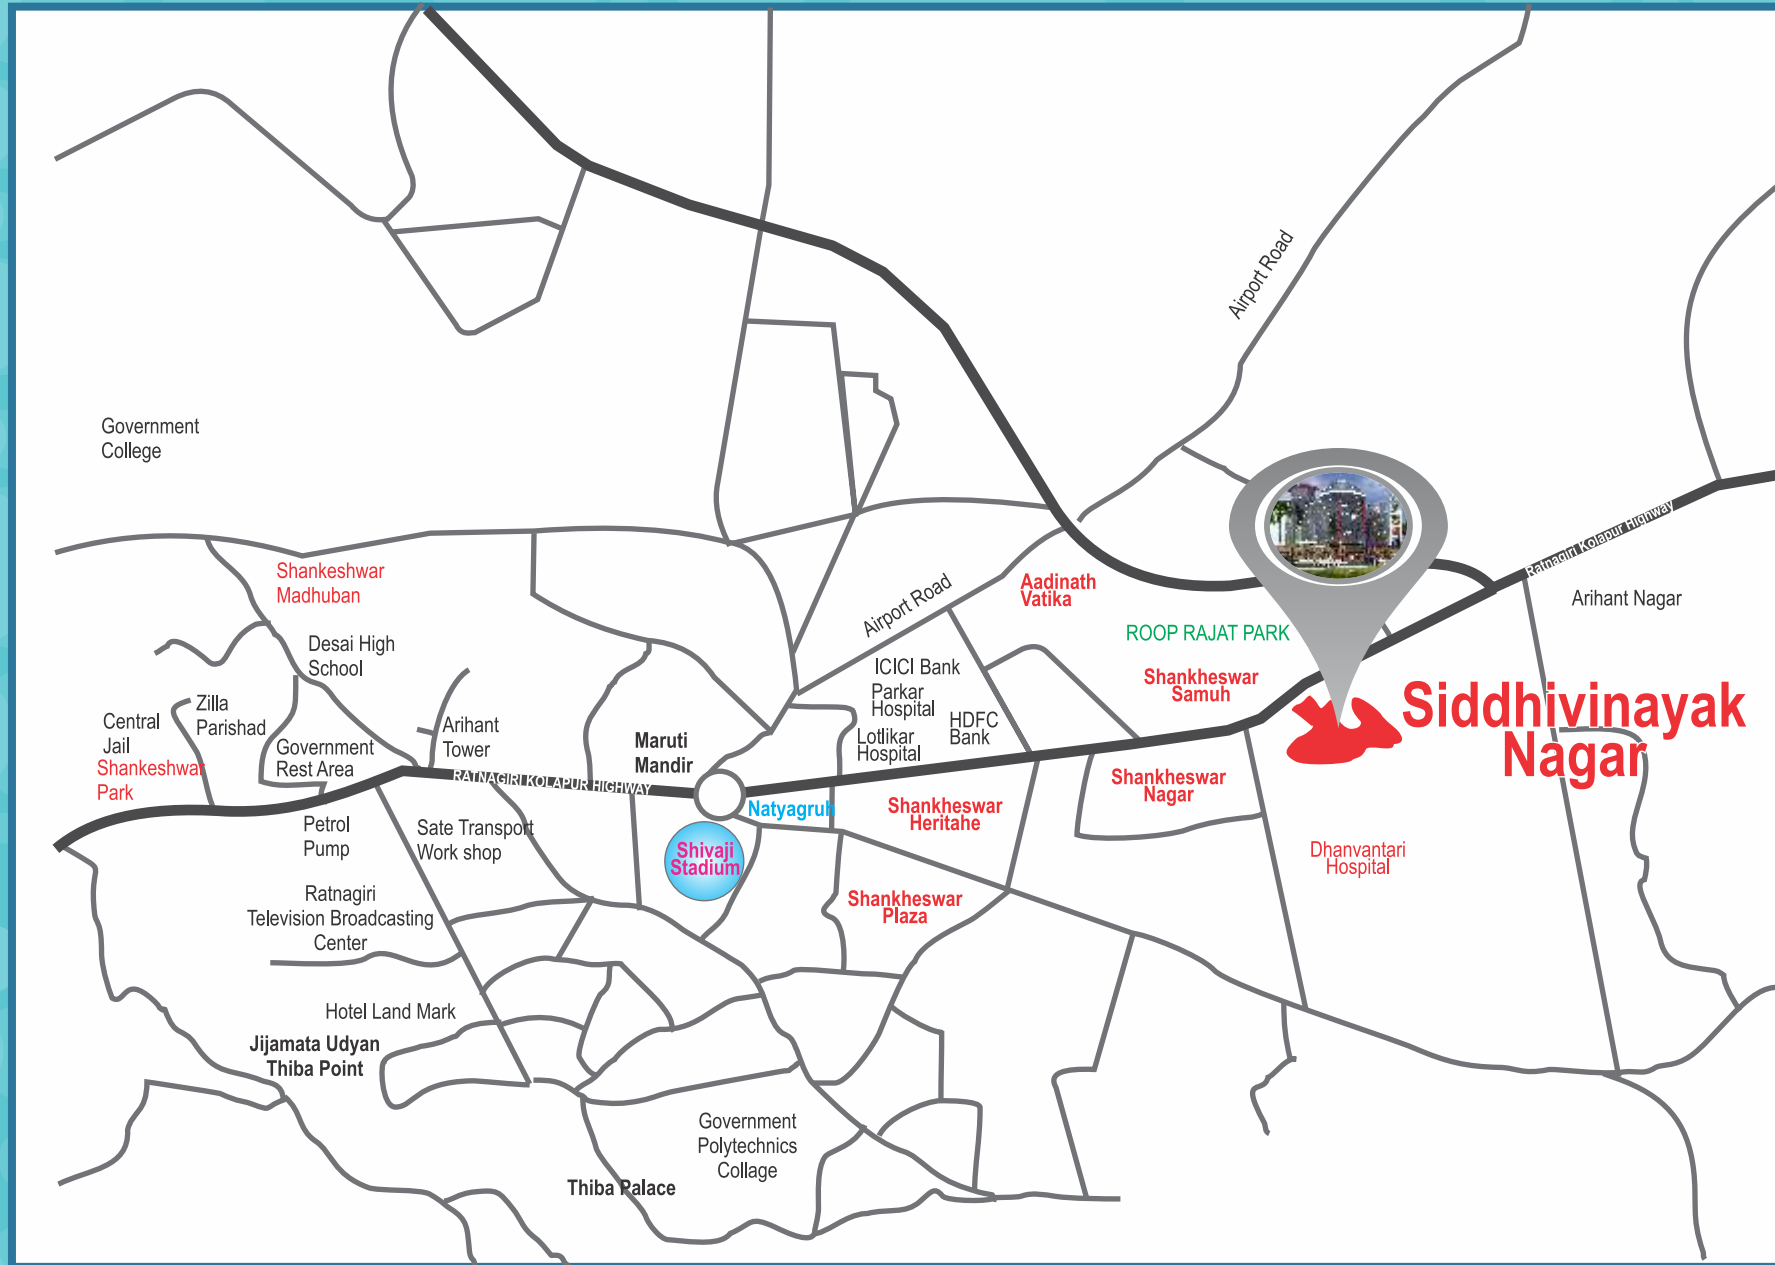 Airport Road
Government
College
Ratnagiri Kolapur Highway
Shankeshwar
Madhuban
Airport Road
Aadinath
Vatika
Arihant Nagar
ROOP RAJAT PARK
Desai High
School
ICICI Bank
Parkar
Hospital
Shankheswar
Samuh
Zilla
Parishad
Central
Jail
Shankeshwar
Park
Government
Rest Area
Arihant
Tower
Maruti
Mandir
Lotlikar
Hospital
HDFC
Bank
Siddhivinayak
Nagar
RATNAGIRI KOLAPUR HIGHWAY
Shankheswar
Nagar
Natyagruh
Shankheswar
Heritahe
Petrol
Pump
Sate Transport
Work shop
Shivaji
Stadium
Dhanvantari
Hospital
Ratnagiri
Television Broadcasting
Center
Shankheswar
Plaza
Hotel Land Mark
Jijamata Udyan
Thiba Point
Government
Polytechnics
Collage
Thiba Palace